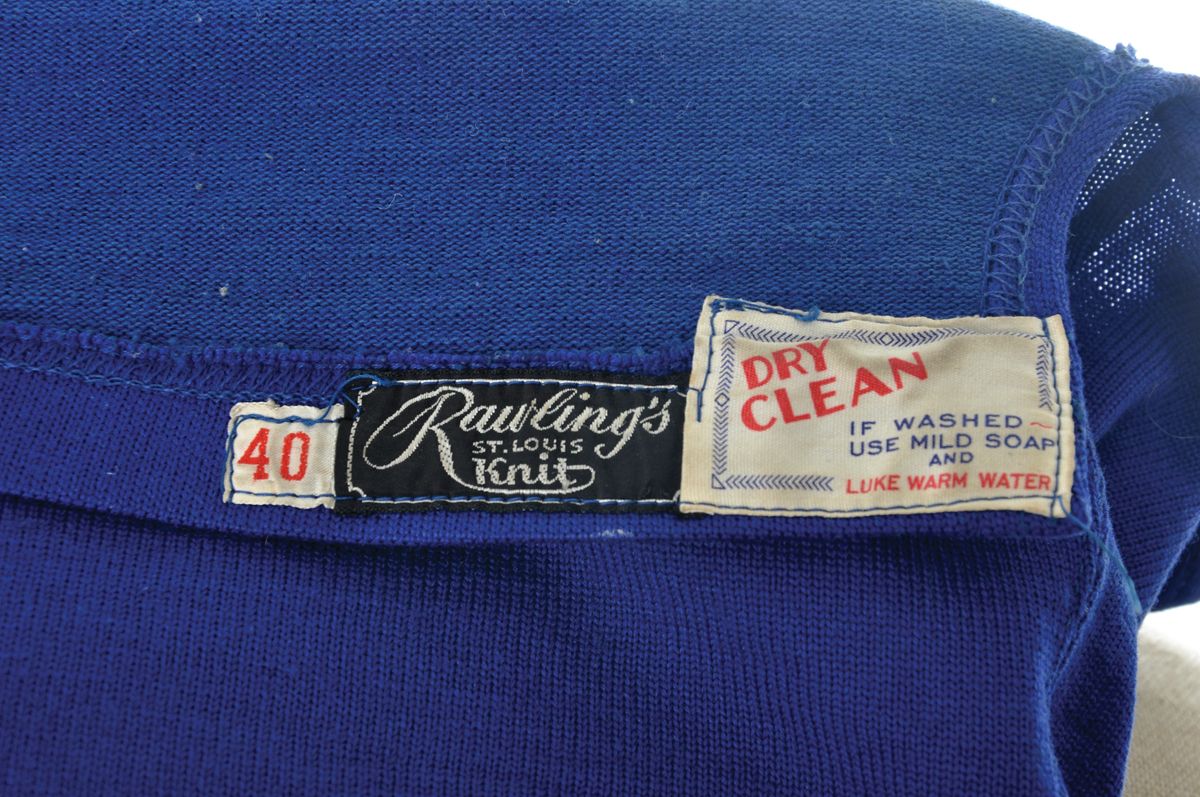 40
Rawling's
ST. LOUIS
Knit
DRY
CLEAN
IF WASHED ~
USE MILD SOAP
AND
LUKE WARM WATER